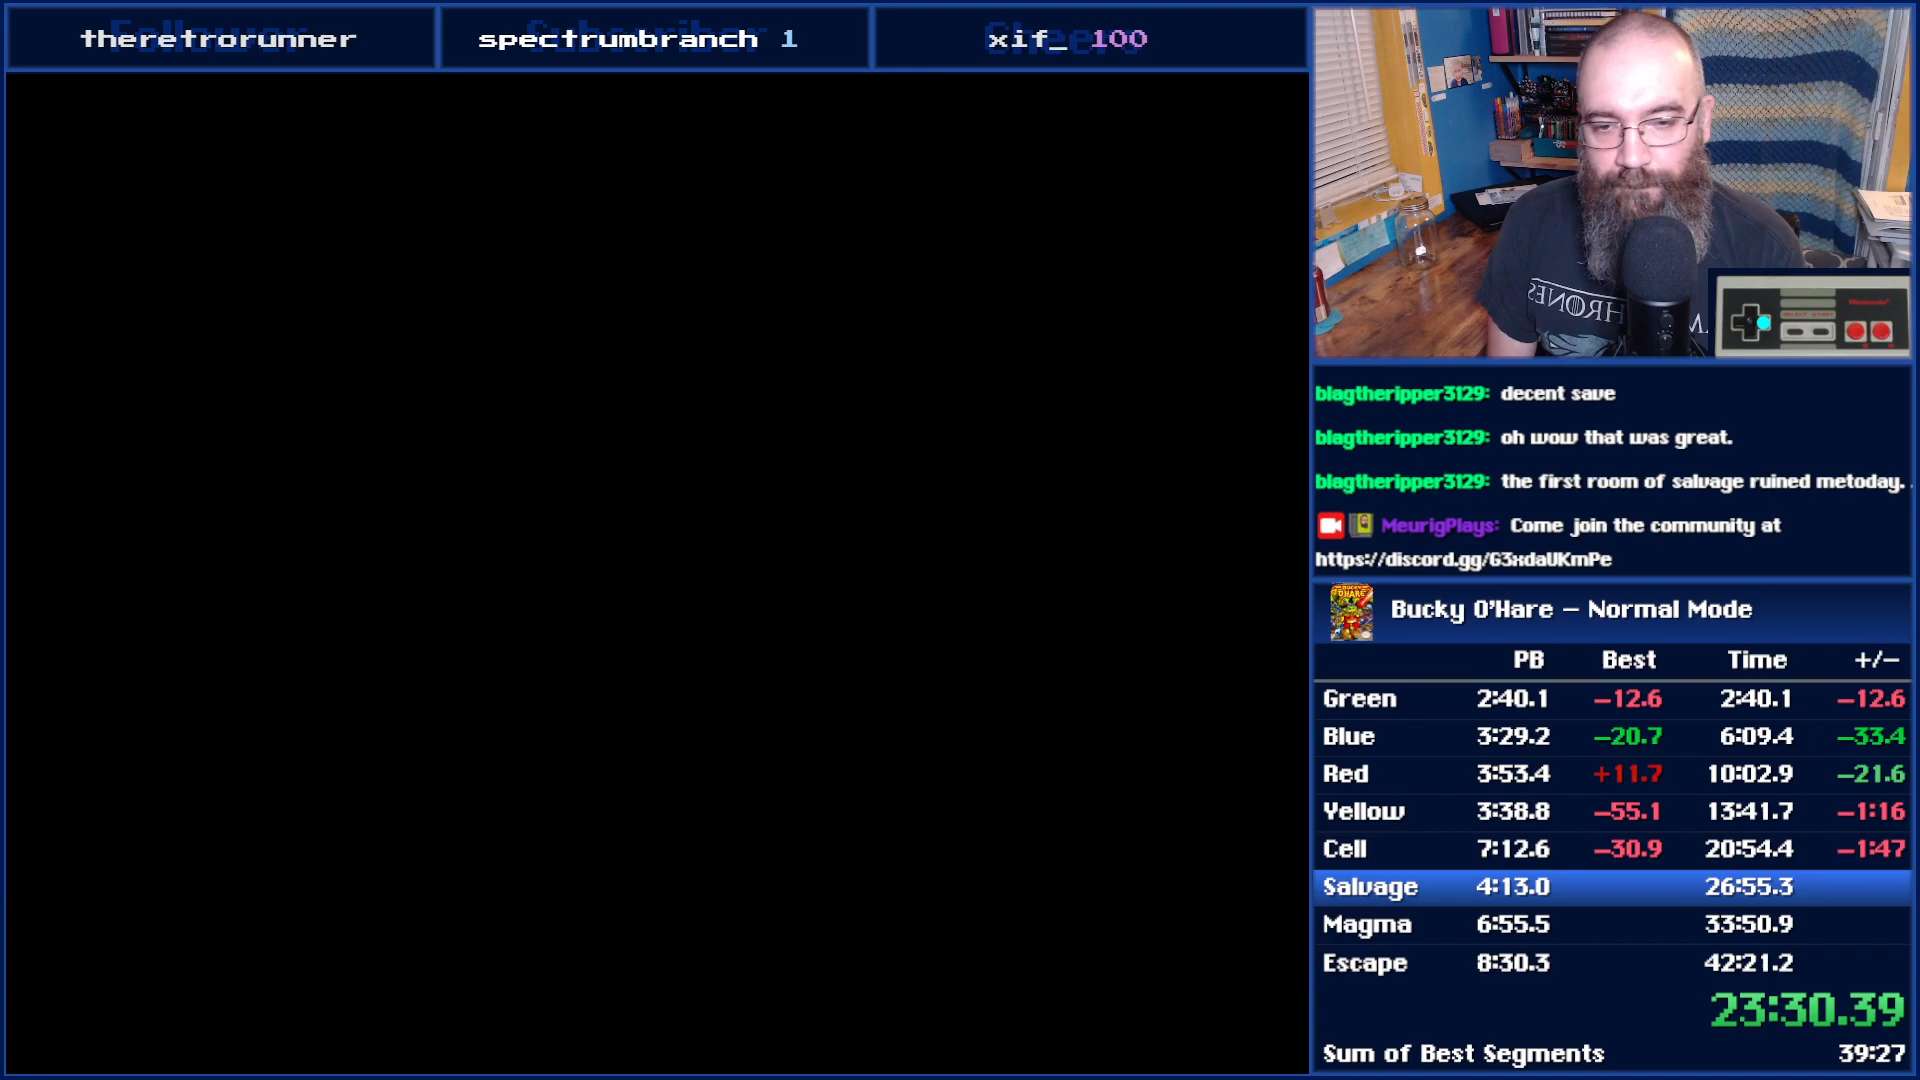 theretrorunner
spectrumbranch 1
xif_ 100
HRONES
Nintendo
SELECT START
blagtheripper3129: decent save
blagtheripper3129: oh wow that was great.
blagtheripper3129: the first room of salvage ruined metoday. .
MeurigPlays: Come join the community at
https://discord.gg/G3xdaUKmPe
BUCKY
O'HARE
Bucky O'Hare – Normal Mode
PB Best Time +/−
Green 2:40.1 −12.6 2:40.1 −12.6
Blue 3:29.2 −20.7 6:09.4 −33.4
Red 3:53.4 +11.7 10:02.9 −21.6
Yellow 3:38.8 −55.1 13:41.7 −1:16
Cell 7:12.6 −30.9 20:54.4 −1:47
Salvage 4:13.0 26:55.3
Magma 6:55.5 33:50.9
Escape 8:30.3 42:21.2
23:30.39
Sum of Best Segments 39:27